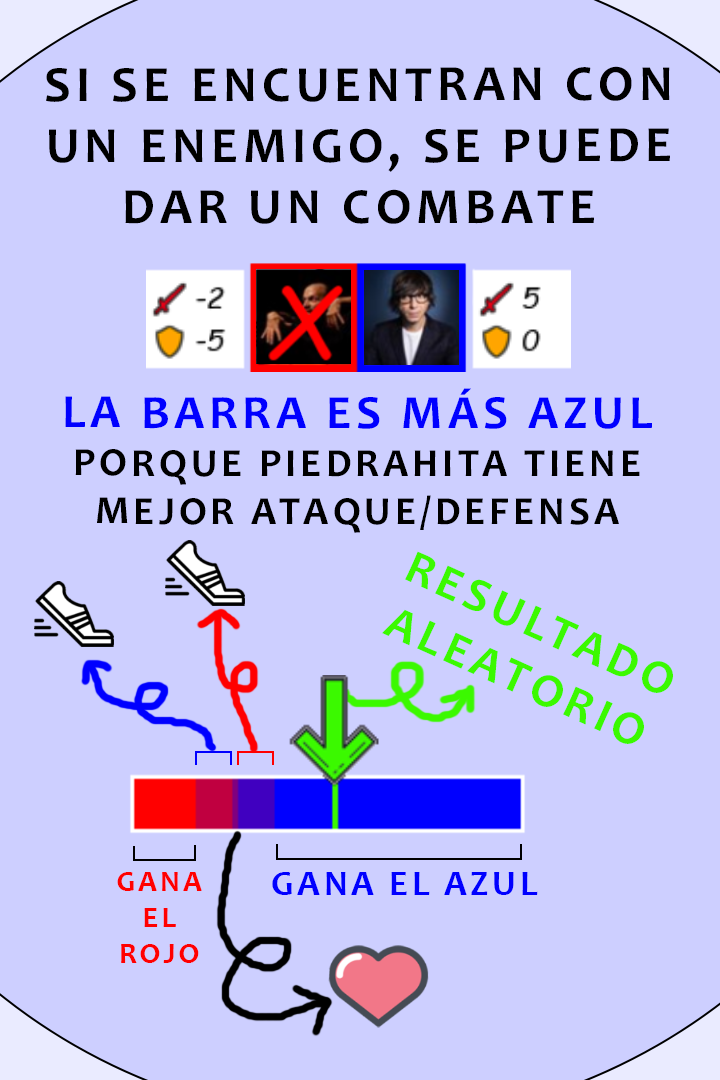 SI SE ENCUENTRAN CON
UN ENEMIGO, SE PUEDE
DAR UN COMBATE
-2
-5
5
0
LA BARRA ES MÁS AZUL
PORQUE PIEDRAHITA TIENE
MEJOR ATAQUE/DEFENSA
RESULTADO
ALEATORIO
GANA
EL
ROJO
GANA EL AZUL